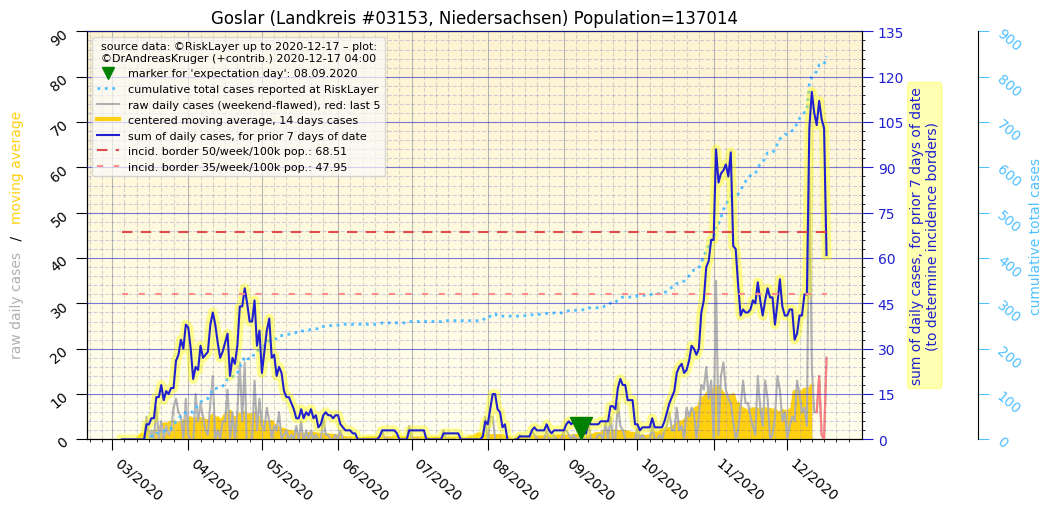 Goslar (Landkreis #03153, Niedersachsen) Population=137014
source data: ©RiskLayer up to 2020-12-17 – plot:
©DrAndreasKruger (+contrib.) 2020-12-17 04:00
marker for 'expectation day': 08.09.2020
cumulative total cases reported at RiskLayer
raw daily cases (weekend-flawed), red: last 5
centered moving average, 14 days cases
sum of daily cases, for prior 7 days of date
incid. border 50/week/100k pop.: 68.51
incid. border 35/week/100k pop.: 47.95
raw daily cases / moving average
90
80
70
60
50
40
30
20
10
0
03/2020
04/2020
05/2020
06/2020
07/2020
08/2020
09/2020
10/2020
11/2020
12/2020
135
120
105
90
75
60
45
30
15
0
sum of daily cases, for prior 7 days of date
(to determine incidence borders)
900
800
700
600
500
400
300
200
100
0
cumulative total cases